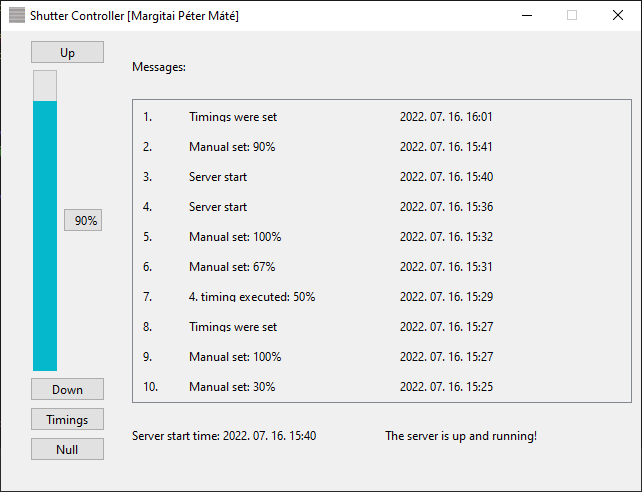 Shutter Controller [Margitai Péter Máté]
Up
Messages:
1. Timings were set 2022. 07. 16. 16:01
2. Manual set: 90% 2022. 07. 16. 15:41
3. Server start 2022. 07. 16. 15:40
4. Server start 2022. 07. 16. 15:36
90%
5. Manual set: 100% 2022. 07. 16. 15:32
6. Manual set: 67% 2022. 07. 16. 15:31
7. 4. timing executed: 50% 2022. 07. 16. 15:29
8. Timings were set 2022. 07. 16. 15:27
9. Manual set: 100% 2022. 07. 16. 15:27
10. Manual set: 30% 2022. 07. 16. 15:25
Down
Timings
Null
Server start time: 2022. 07. 16. 15:40 The server is up and running!